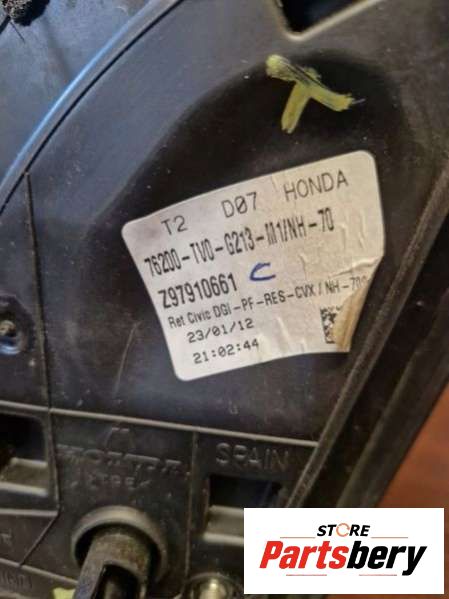 T2 D07 HONDA
76200-TV0-G213-M1/NH-70
Z97910661 C
Ret Civic DGI-PF-RES-CVX/NH-70
23/01/12
21:02:44
HONDA
SPAIN
STORE
Partsbery